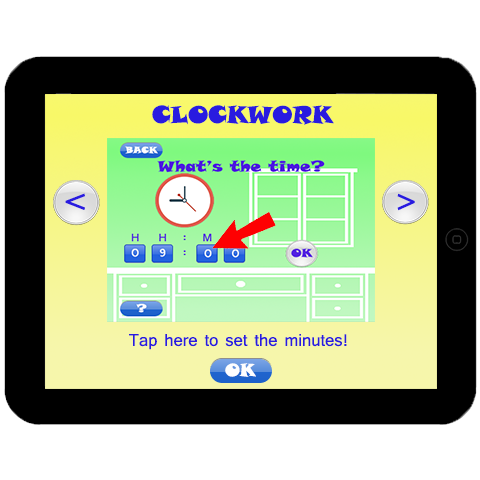 CLOCKWORK
BACK
What's the time?
< >
H H : M
0 9 : 0 0
OK
?
Tap here to set the minutes!
OK